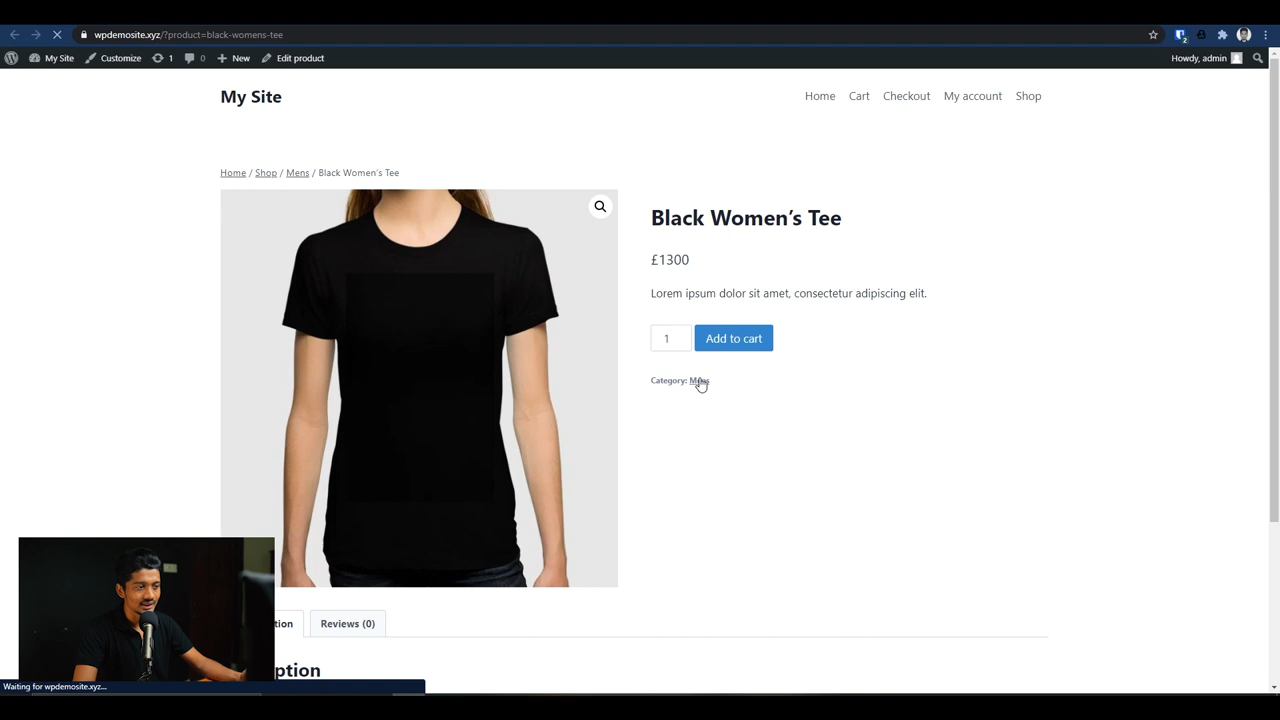 wpdemosite.xyz/?product=black-womens-tee
My Site Customize 1 0 New Edit product Howdy, admin
My Site
Home Cart Checkout My account Shop
Home / Shop / Mens / Black Women’s Tee
Black Women’s Tee
£1300
Lorem ipsum dolor sit amet, consectetur adipiscing elit.
1 Add to cart
Category: Mens
tion Reviews (0)
ption
Waiting for wpdemosite.xyz...